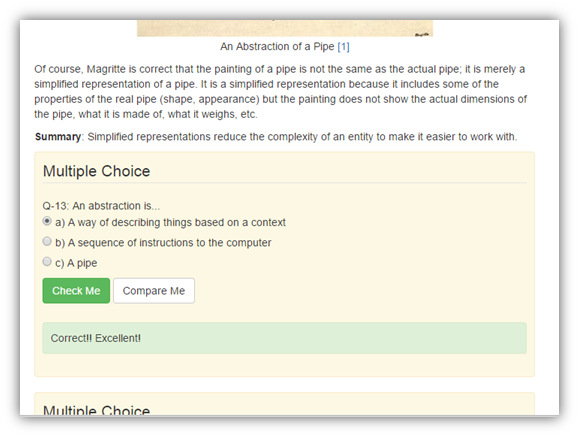 An Abstraction of a Pipe [1]
Of course, Magritte is correct that the painting of a pipe is not the same as the actual pipe; it is merely a
simplified representation of a pipe. It is a simplified representation because it includes some of the
properties of the real pipe (shape, appearance) but the painting does not show the actual dimensions of
the pipe, what it is made of, what it weighs, etc.
Summary: Simplified representations reduce the complexity of an entity to make it easier to work with.
Multiple Choice
Q-13: An abstraction is...
a) A way of describing things based on a context
b) A sequence of instructions to the computer
c) A pipe
Check Me Compare Me
Correct!! Excellent!
Multiple Choice